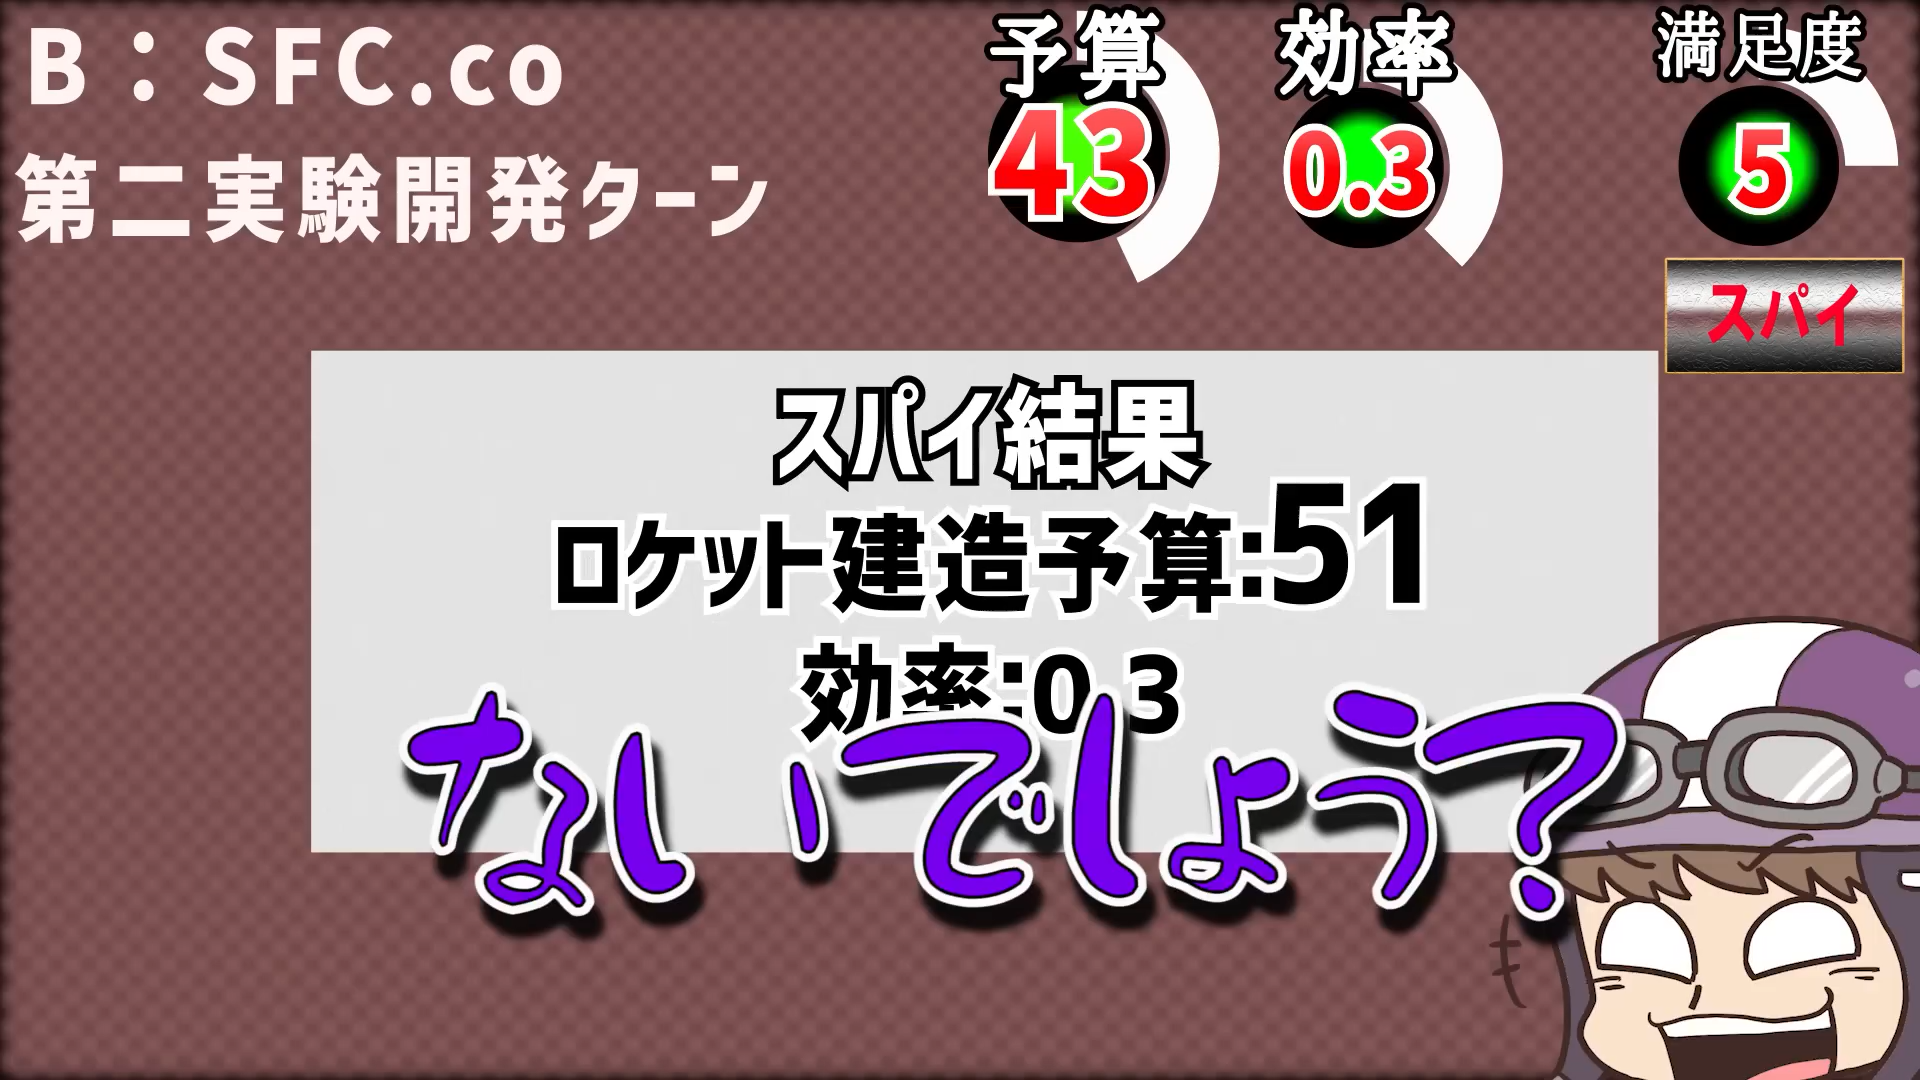 B：SFC.co
第二実験開発ターン
予算
43
効率
0.3
満足度
5
スパイ
スパイ結果
ロケット建造予算:51
効率:0.3
ないでしょう?